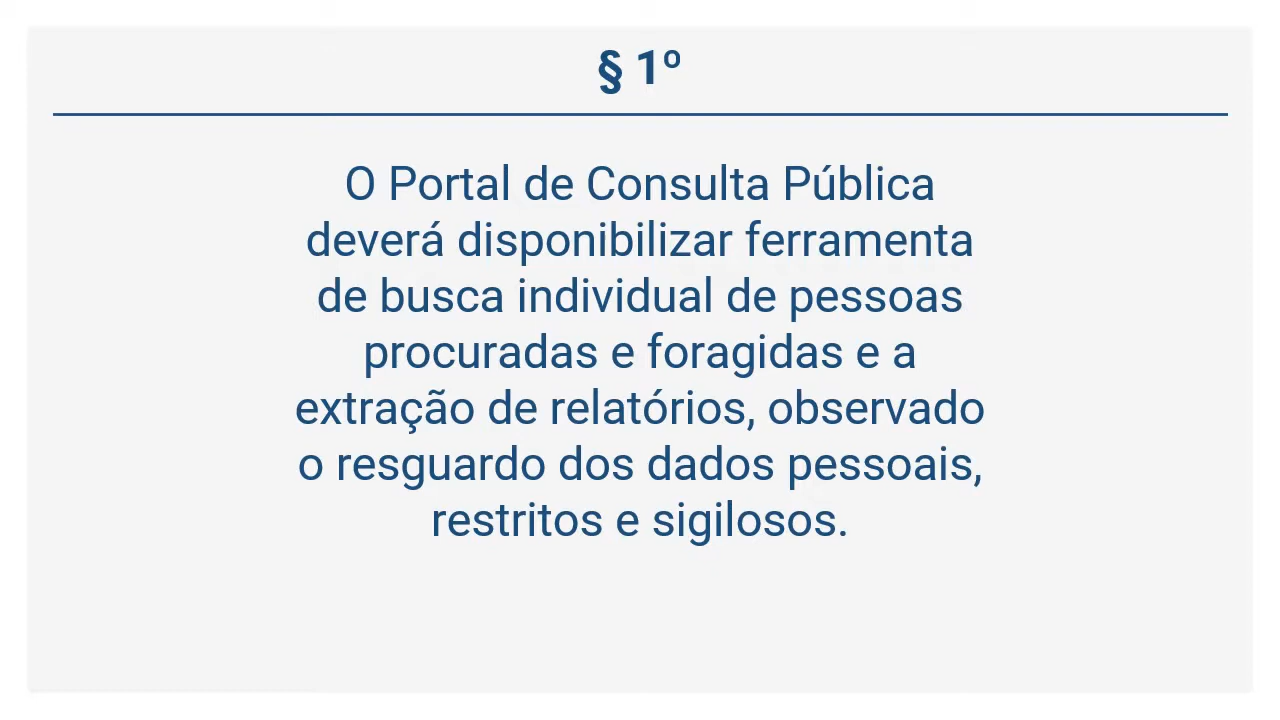 § 1º
O Portal de Consulta Pública
deverá disponibilizar ferramenta
de busca individual de pessoas
procuradas e foragidas e a
extração de relatórios, observado
o resguardo dos dados pessoais,
restritos e sigilosos.